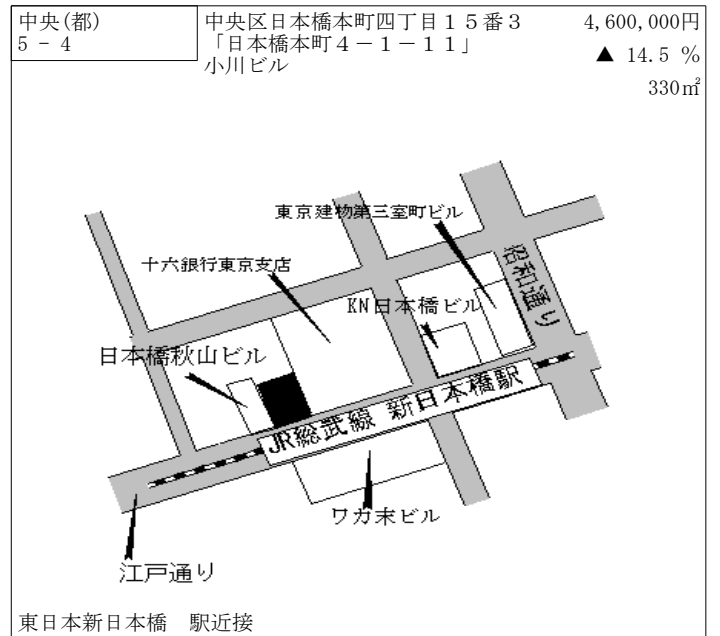 中央(都)
5 - 4
中央区日本橋本町四丁目15番3
「日本橋本町4-1-11」
小川ビル
4,600,000円
▲ 14.5 %
330㎡
東京建物第三室町ビル
十六銀行東京支店
昭和通り
KN日本橋ビル
日本橋秋山ビル
JR総武線 新日本橋駅
ワカ末ビル
江戸通り
東日本新日本橋 駅近接